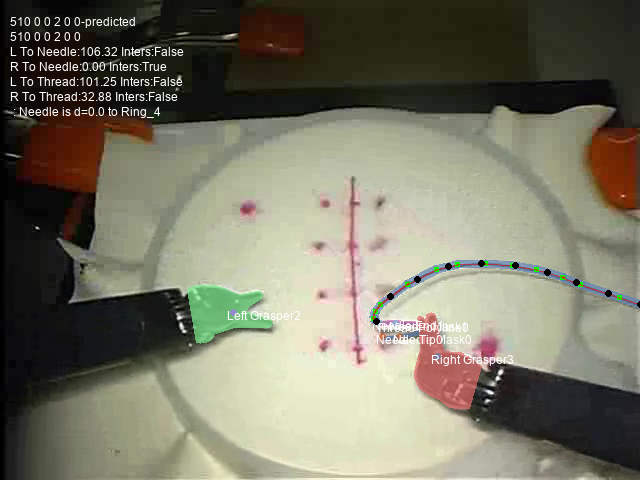 510 0 0 2 0 0-predicted
510 0 0 2 0 0
L To Needle:106.32 Inters:False
R To Needle:0.00 Inters:True
L To Thread:101.25 Inters:False
R To Thread:32.88 Inters:False
: Needle is d=0.0 to Ring_4
Left Grasper2
Right Grasper3